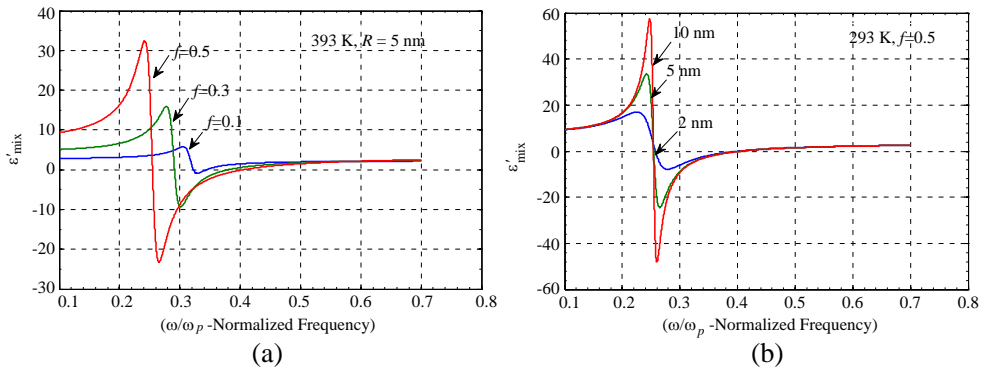 40
30
20
10
0
-10
-20
-30
0.1
0.2
0.3
0.4
0.5
0.6
0.7
0.8
ε'mix
(ω/ωp -Normalized Frequency)
393 K, R = 5 nm
f=0.5
f=0.3
f=0.1
(a)
60
40
20
0
-20
-40
-60
0.1
0.2
0.3
0.4
0.5
0.6
0.7
0.8
ε'mix
(ω/ωp -Normalized Frequency)
293 K, f=0.5
10 nm
5 nm
2 nm
(b)